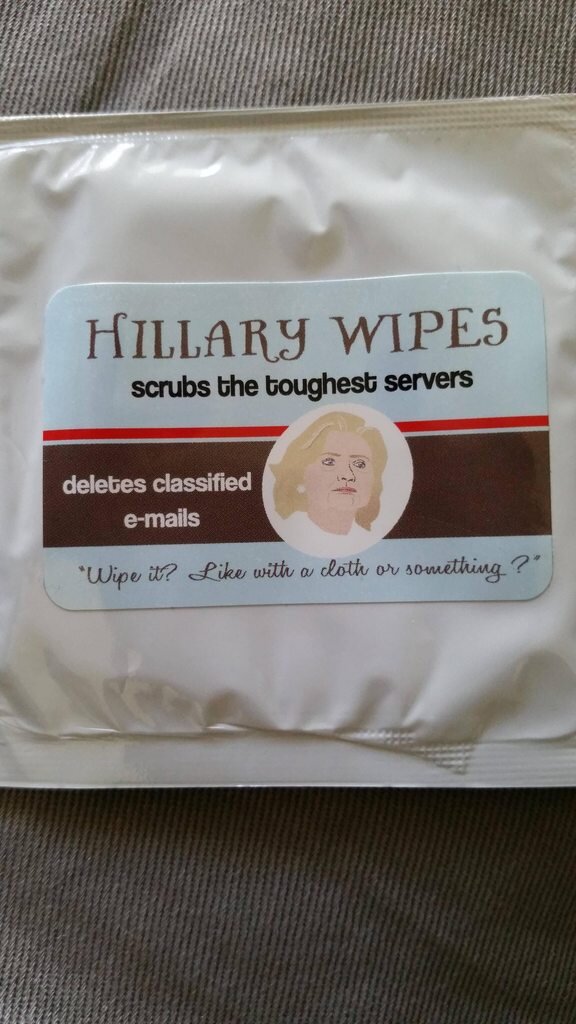 HILLARY WIPES
scrubs the toughest servers
deletes classified
e-mails
"Wipe it? Like with a cloth or something?"